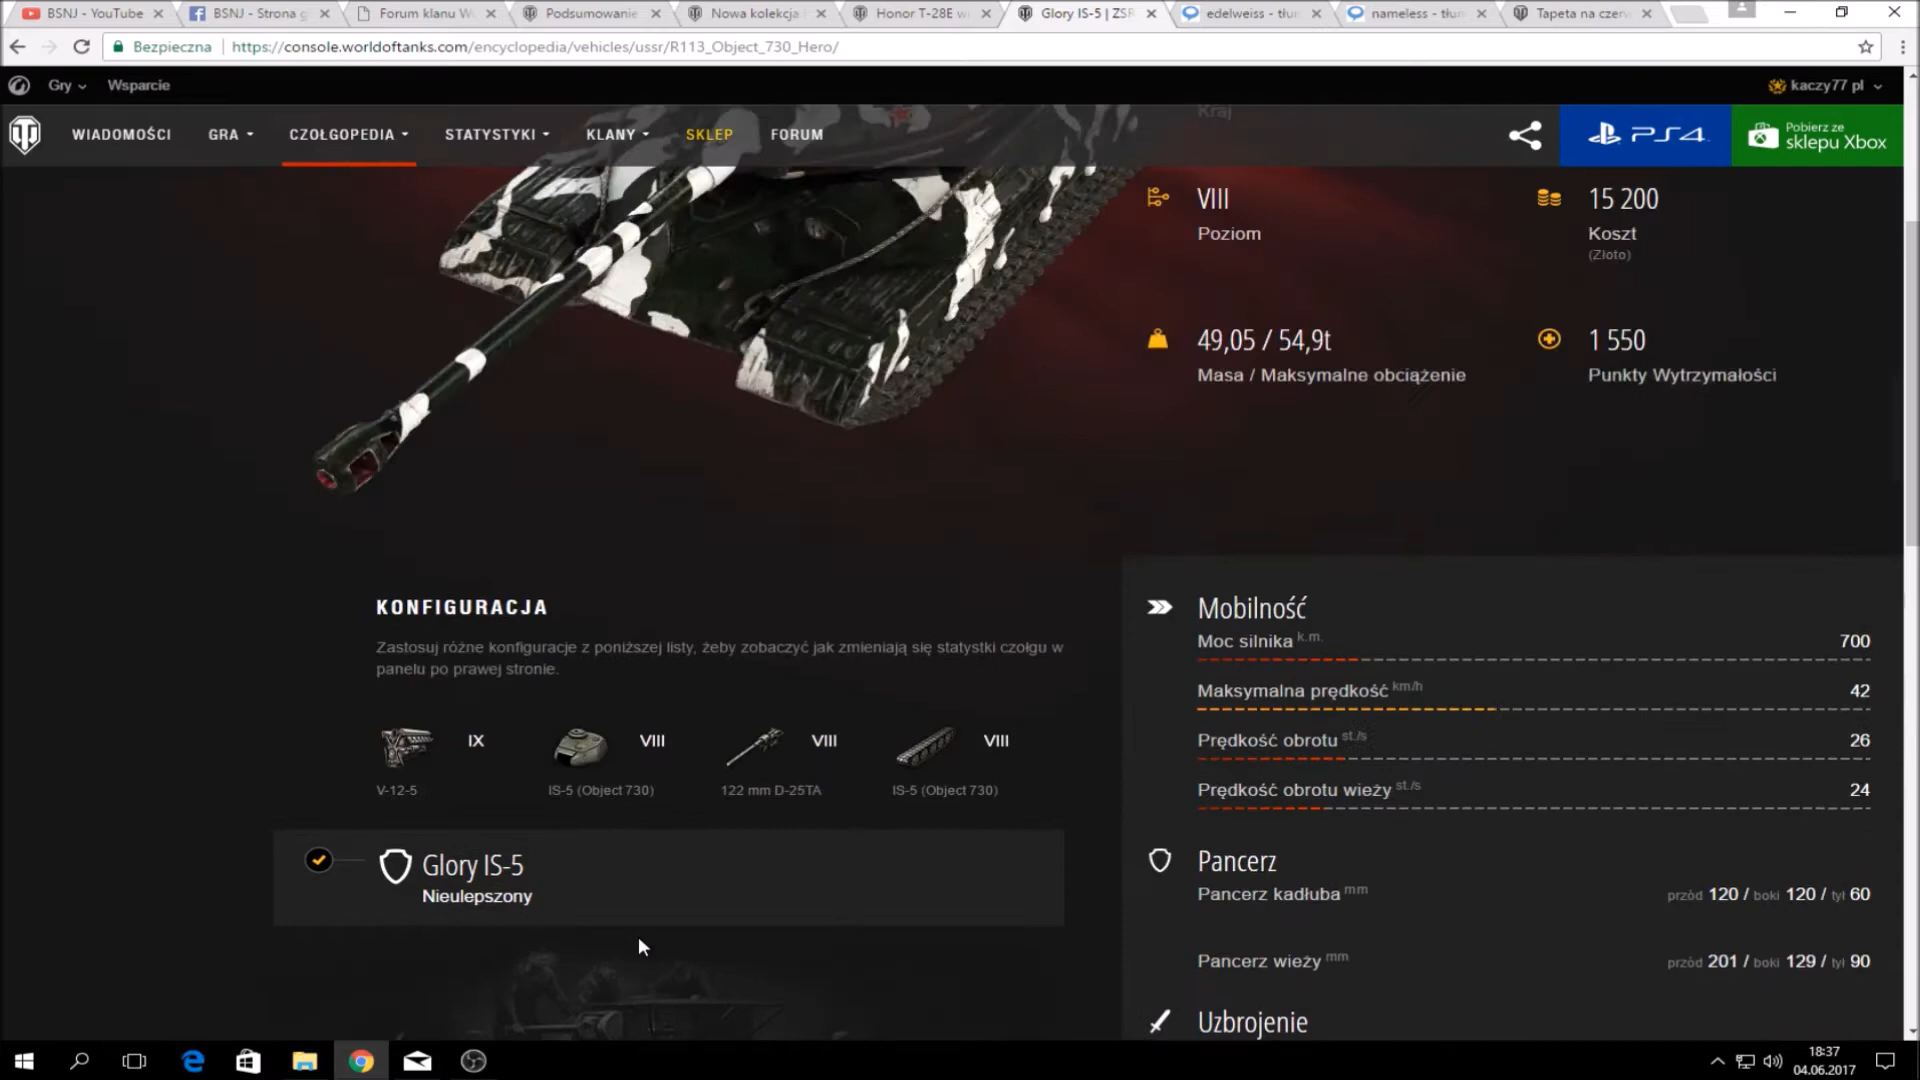 BSNJ - YouTube
BSNJ - Strona g
Forum klanu W
Podsumowanie
Nowa kolekcja
Honor T-28E w
Glory IS-5 | ZSR
edelweiss - tłum
nameless - tłum
Tapeta na czerw
Bezpieczna
https://console.worldoftanks.com/encyclopedia/vehicles/ussr/R113_Object_730_Hero/
Gry
Wsparcie
kaczy77 pl
WIADOMOŚCI
GRA
CZOŁGOPEDIA
STATYSTYKI
KLANY
SKLEP
FORUM
PS4
Pobierz ze
sklepu Xbox
Kraj
VIII
Poziom
15 200
Koszt
(Złoto)
49,05 / 54,9t
Masa / Maksymalne obciążenie
1 550
Punkty Wytrzymałości
KONFIGURACJA
Zastosuj różne konfiguracje z poniższej listy, żeby zobaczyć jak zmieniają się statystki czołgu w
panelu po prawej stronie.
IX
V-12-5
VIII
IS-5 (Object 730)
VIII
122 mm D-25TA
VIII
IS-5 (Object 730)
Glory IS-5
Nieulepszony
Mobilność
Moc silnika k.m. 700
Maksymalna prędkość km/h 42
Prędkość obrotu st./s 26
Prędkość obrotu wieży st./s 24
Pancerz
Pancerz kadłuba mm przód 120 / boki 120 / tył 60
Pancerz wieży mm przód 201 / boki 129 / tył 90
Uzbrojenie
18:37
04.06.2017